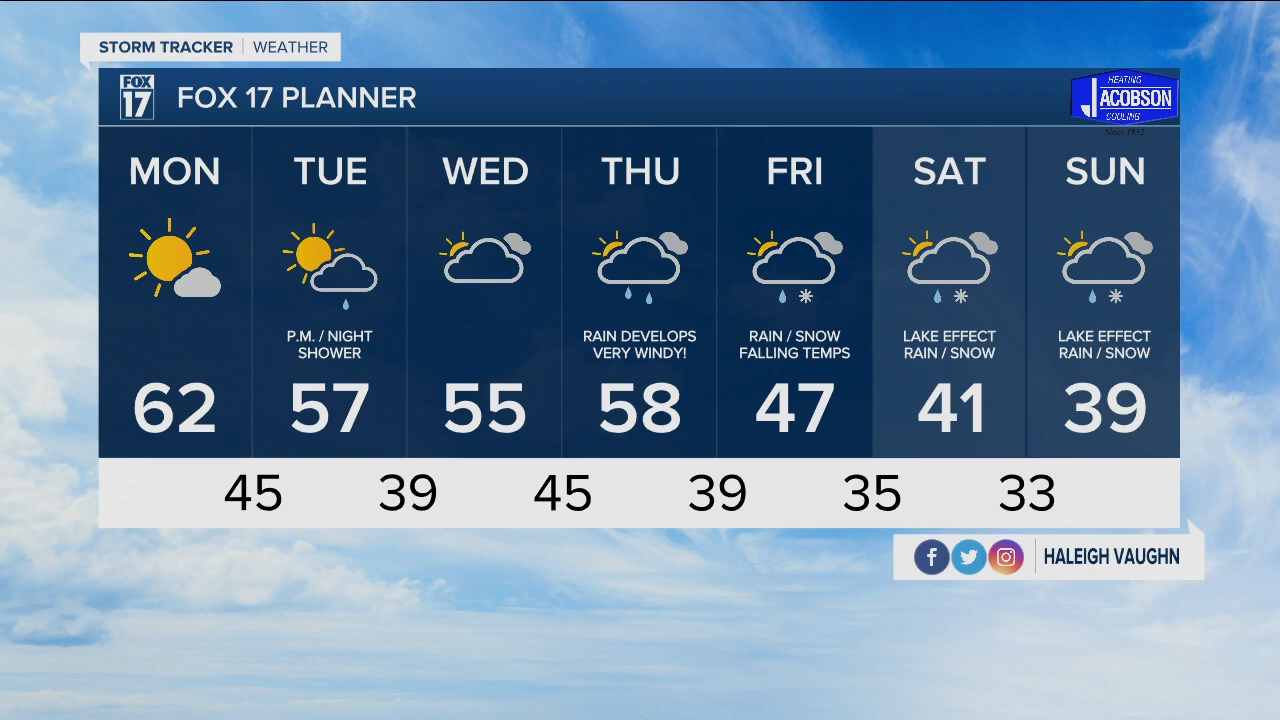 STORM TRACKER | WEATHER
FOX 17
FOX 17 PLANNER
HEATING
JACOBSON
COOLING
Since 1932
MON TUE WED THU FRI SAT SUN
P.M. / NIGHT SHOWER
RAIN DEVELOPS VERY WINDY!
RAIN / SNOW FALLING TEMPS
LAKE EFFECT RAIN / SNOW
LAKE EFFECT RAIN / SNOW
62 57 55 58 47 41 39
45 39 45 39 35 33
HALEIGH VAUGHN